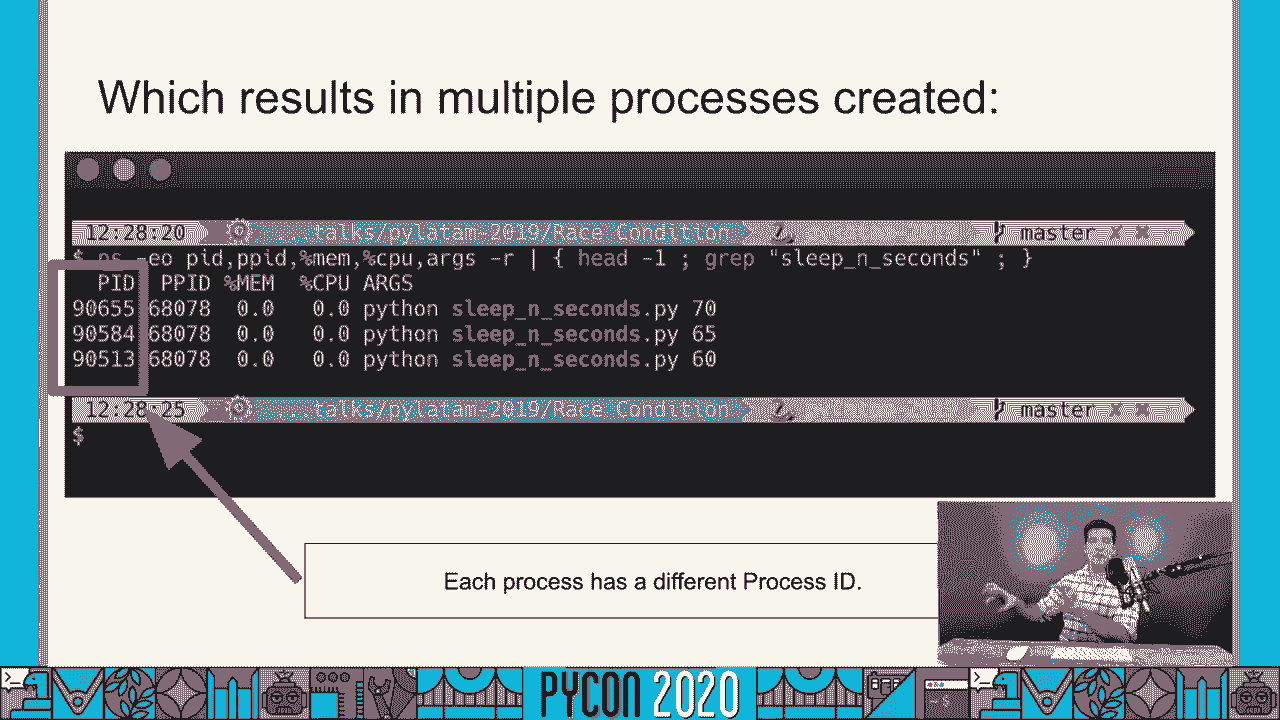 Which results in multiple processes created:
12:28:20 talks/pylatam-2019/Race Condition master
$ ps -eo pid,ppid,%mem,%cpu,args -r | { head -1 ; grep "sleep_n_seconds" ; }
PID PPID %MEM %CPU ARGS
90655 68078 0.0 0.0 python sleep_n_seconds.py 70
90584 68078 0.0 0.0 python sleep_n_seconds.py 65
90513 68078 0.0 0.0 python sleep_n_seconds.py 60
12:28:25 talks/pylatam-2019/Race Condition master
$
Each process has a different Process ID.
PYCON 2020